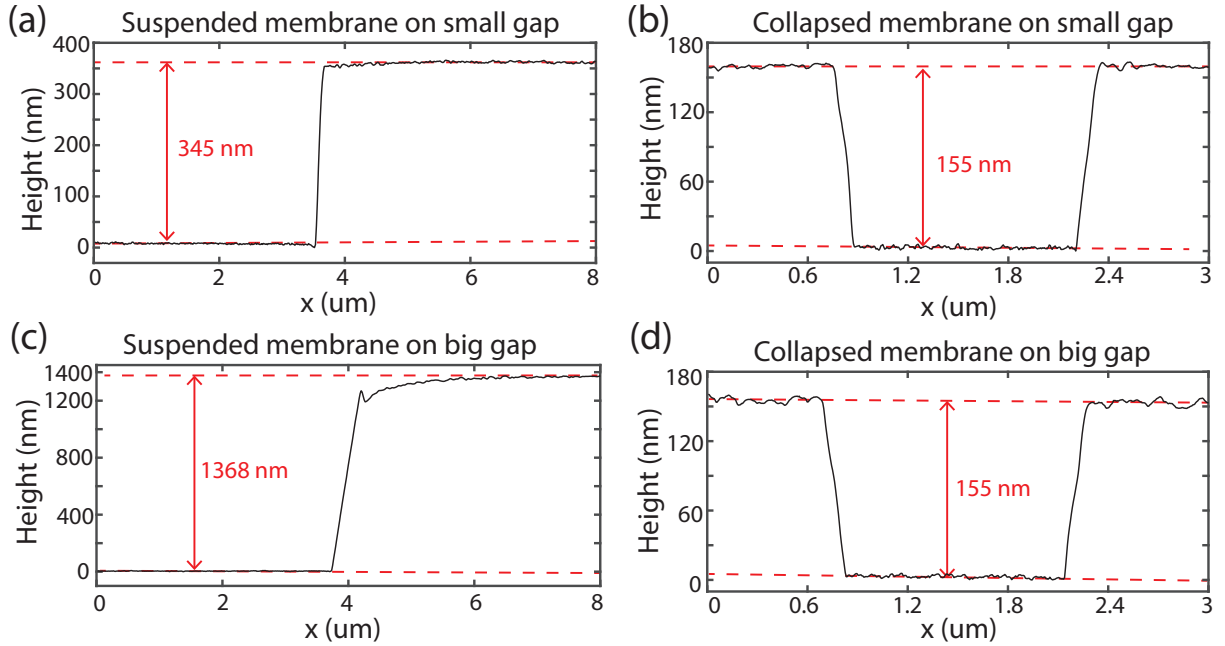 (a)
Suspended membrane on small gap
Height (nm)
400
300
200
100
0
345 nm
0 2 4 6 8
x (um)
(b)
Collapsed membrane on small gap
Height (nm)
180
120
60
0
155 nm
0 0.6 1.2 1.8 2.4 3
x (um)
(c)
Suspended membrane on big gap
Height (nm)
1400
1200
800
400
0
1368 nm
0 2 4 6 8
x (um)
(d)
Collapsed membrane on big gap
Height (nm)
180
120
60
0
155 nm
0 0.6 1.2 1.8 2.4 3
x (um)